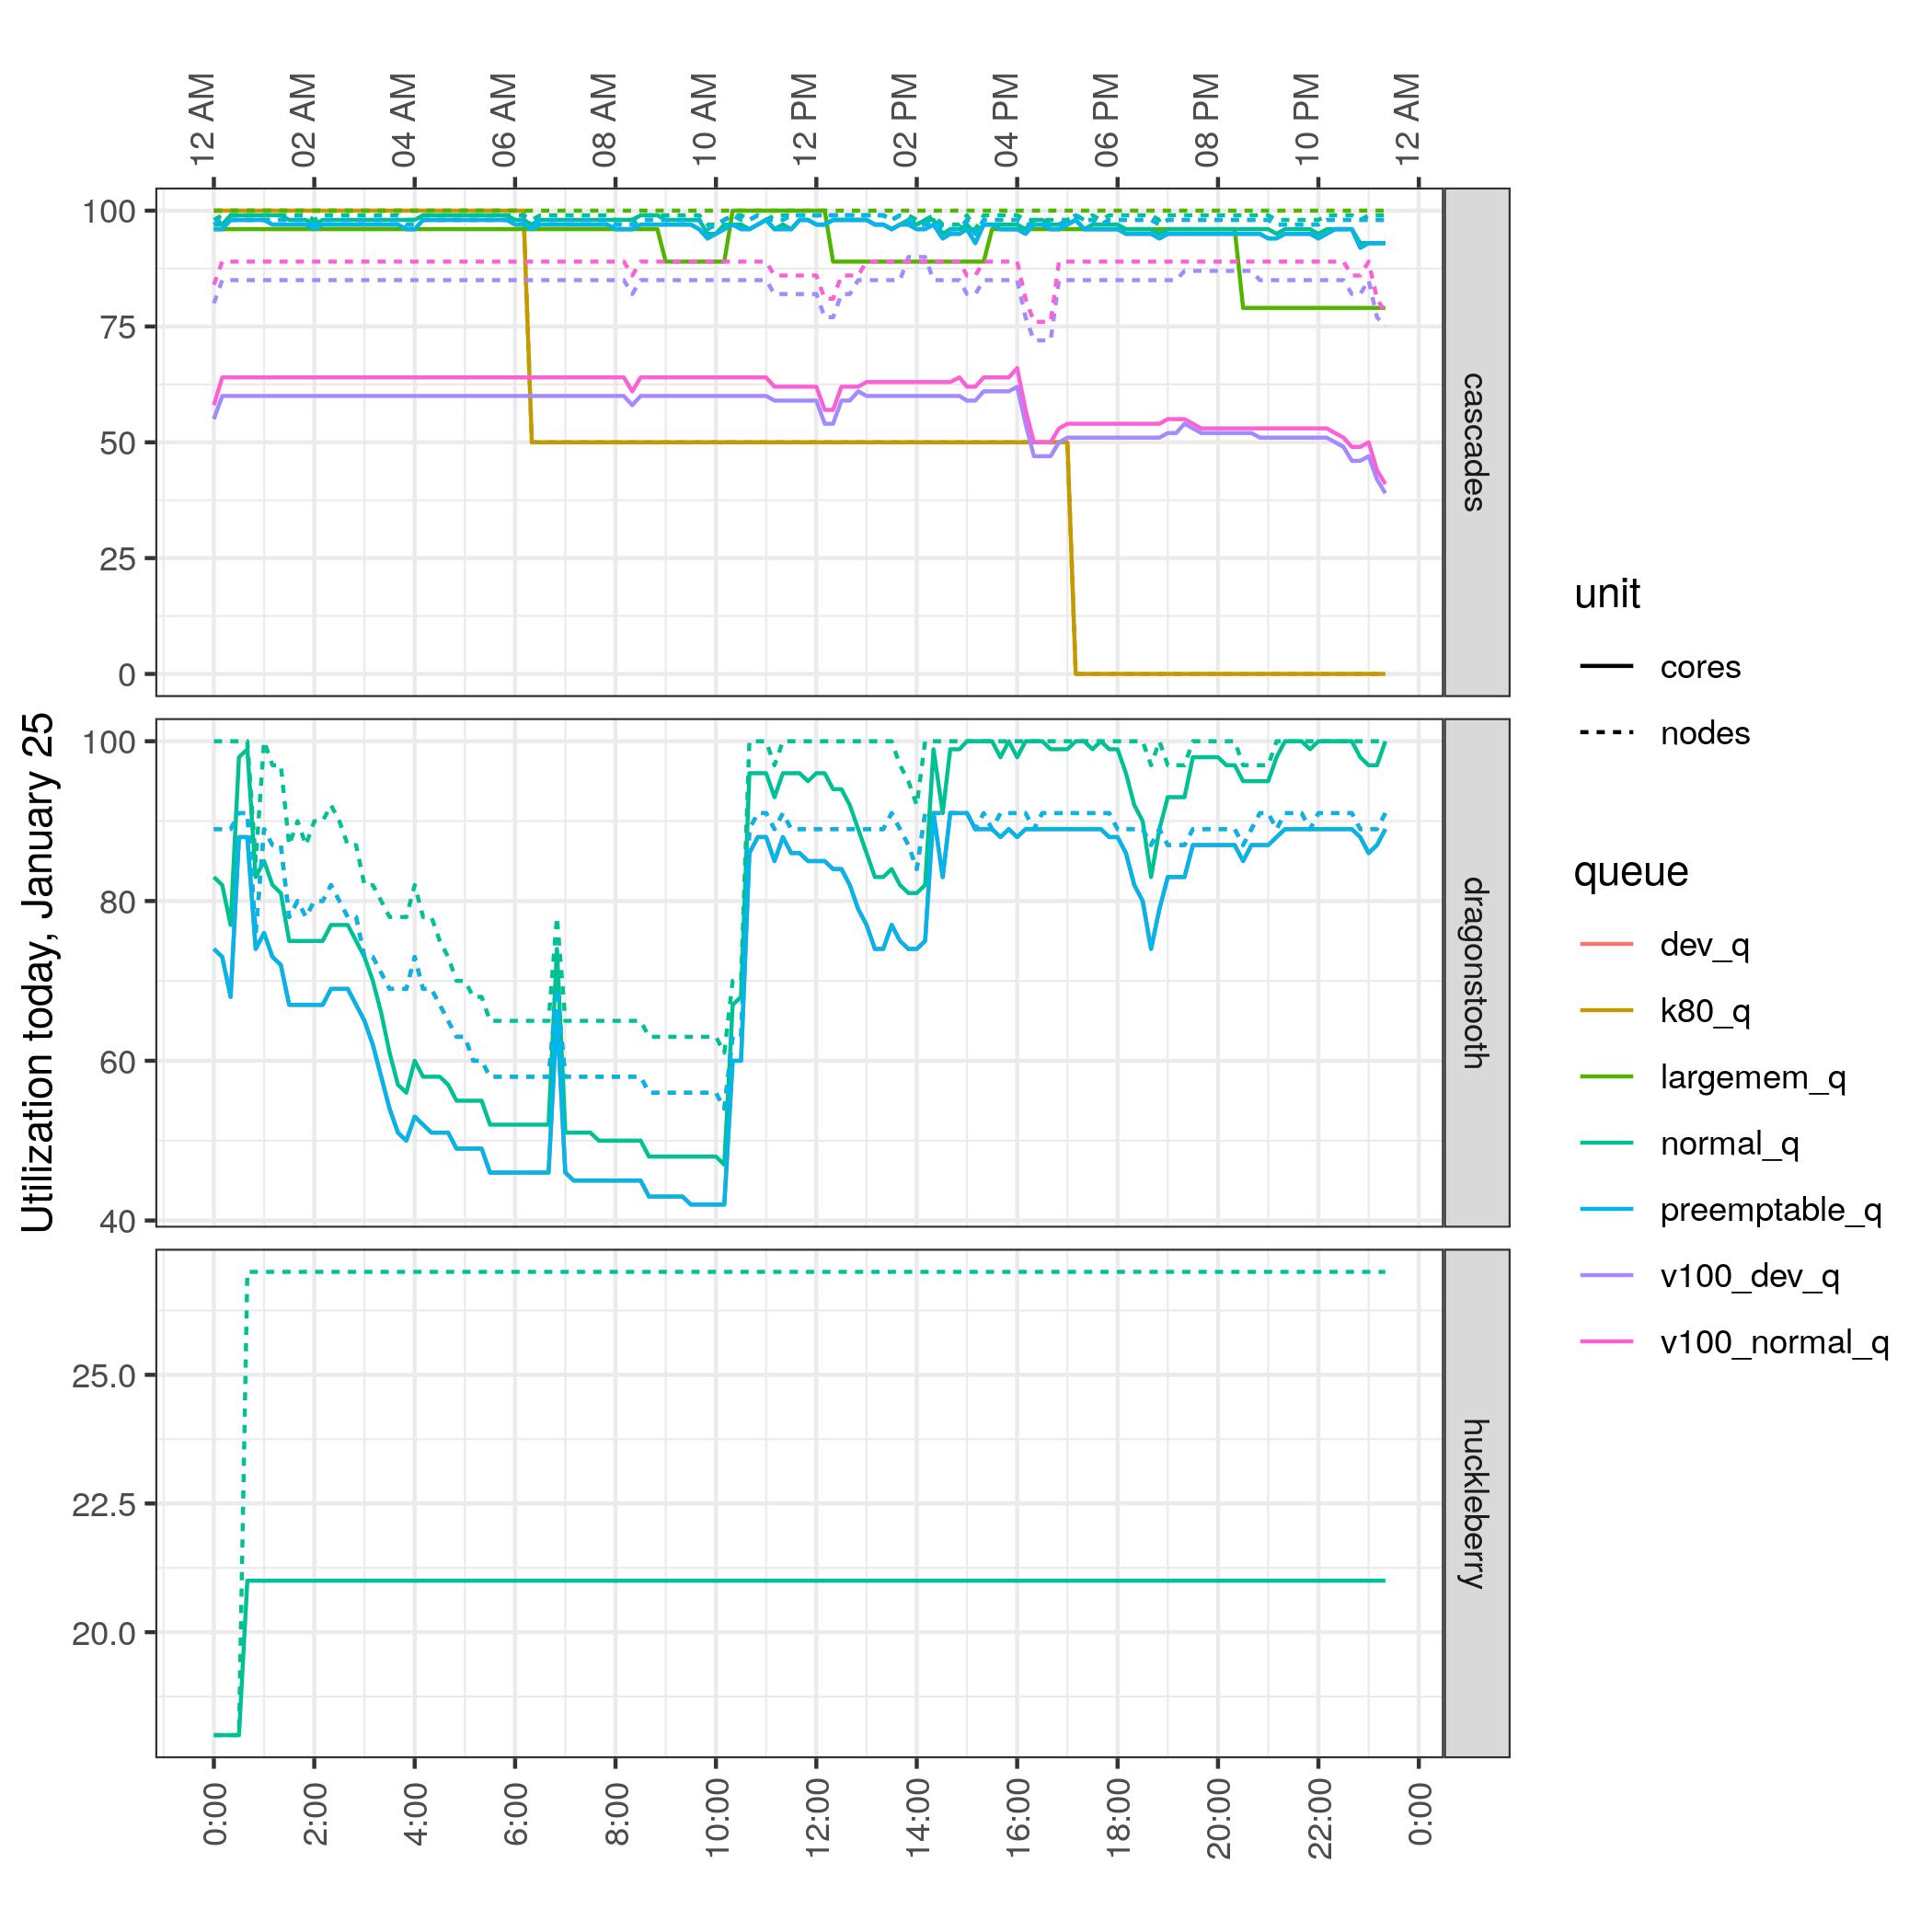 12 AM
02 AM
04 AM
06 AM
08 AM
10 AM
12 PM
02 PM
04 PM
06 PM
08 PM
10 PM
12 AM
Utilization today, January 25
100
75
50
25
0
cascades
100
80
60
40
dragonstooth
25.0
22.5
20.0
huckleberry
0:00
2:00
4:00
6:00
8:00
10:00
12:00
14:00
16:00
18:00
20:00
22:00
0:00
unit
cores
nodes
queue
dev_q
k80_q
largemem_q
normal_q
preemptable_q
v100_dev_q
v100_normal_q